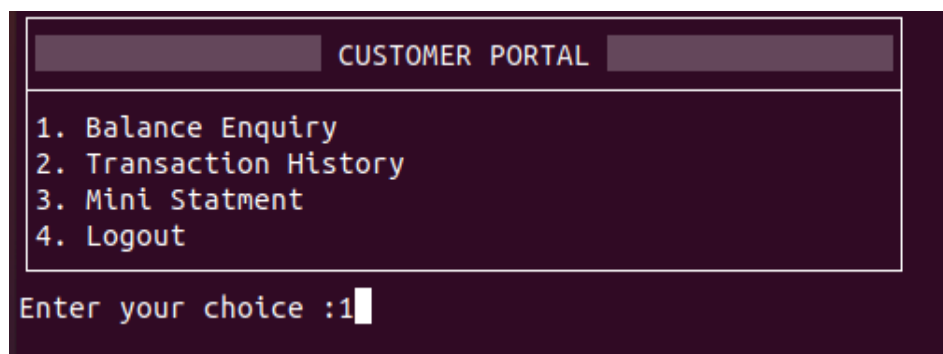 CUSTOMER PORTAL
1. Balance Enquiry
2. Transaction History
3. Mini Statment
4. Logout
Enter your choice :1